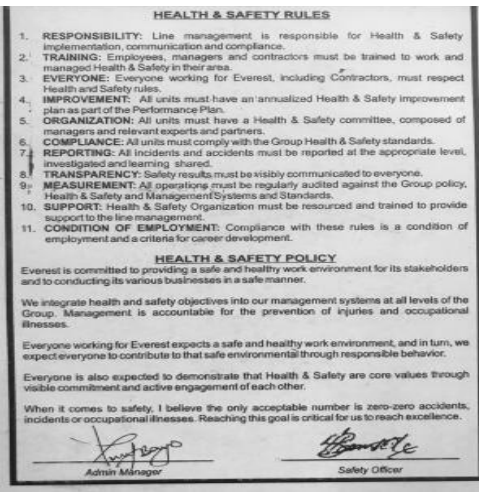 HEALTH & SAFETY RULES
1. RESPONSIBILITY: Line management is responsible for Health & Safety
implementation, communication and compliance.
2. TRAINING: Employees, managers and contractors must be trained to work and
managed Health & Safety in their area.
3. EVERYONE: Everyone working for Everest, including Contractors, must respect
Health and Safety rules.
4. IMPROVEMENT: All units must have an annualized Health & Safety improvement
plan as part of the Performance Plan.
5. ORGANIZATION: All units must have a Health & Safety committee, composed of
managers and relevant experts and partners.
6. COMPLIANCE: All units must comply with the Group Health & Safety standards.
7. REPORTING: All incidents and accidents must be reported at the appropriate level,
investigated and learning shared.
8. TRANSPARENCY: Safety results must be visibly communicated to everyone.
9. MEASUREMENT: All operations must be regularly audited against the Group policy,
Health & Safety and Management Systems and Standards.
10. SUPPORT: Health & Safety Organization must be resourced and trained to provide
support to the line management.
11. CONDITION OF EMPLOYMENT: Compliance with these rules is a condition of
employment and a criteria for career development.
HEALTH & SAFETY POLICY
Everest is committed to providing a safe and healthy work environment for its stakeholders
and to conducting its various businesses in a safe manner.
We integrate health and safety objectives into our management systems at all levels of the
Group. Management is accountable for the prevention of injuries and occupational
illnesses.
Everyone working for Everest expects a safe and healthy work environment, and in turn, we
expect everyone to contribute to that safe environmental through responsible behavior.
Everyone is also expected to demonstrate that Health & Safety are core values through
visible commitment and active engagement of each other.
When it comes to safety, I believe the only acceptable number is zero-zero accidents,
incidents or occupational illnesses. Reaching this goal is critical for us to reach excellence.
Admin Manager
Safety Officer